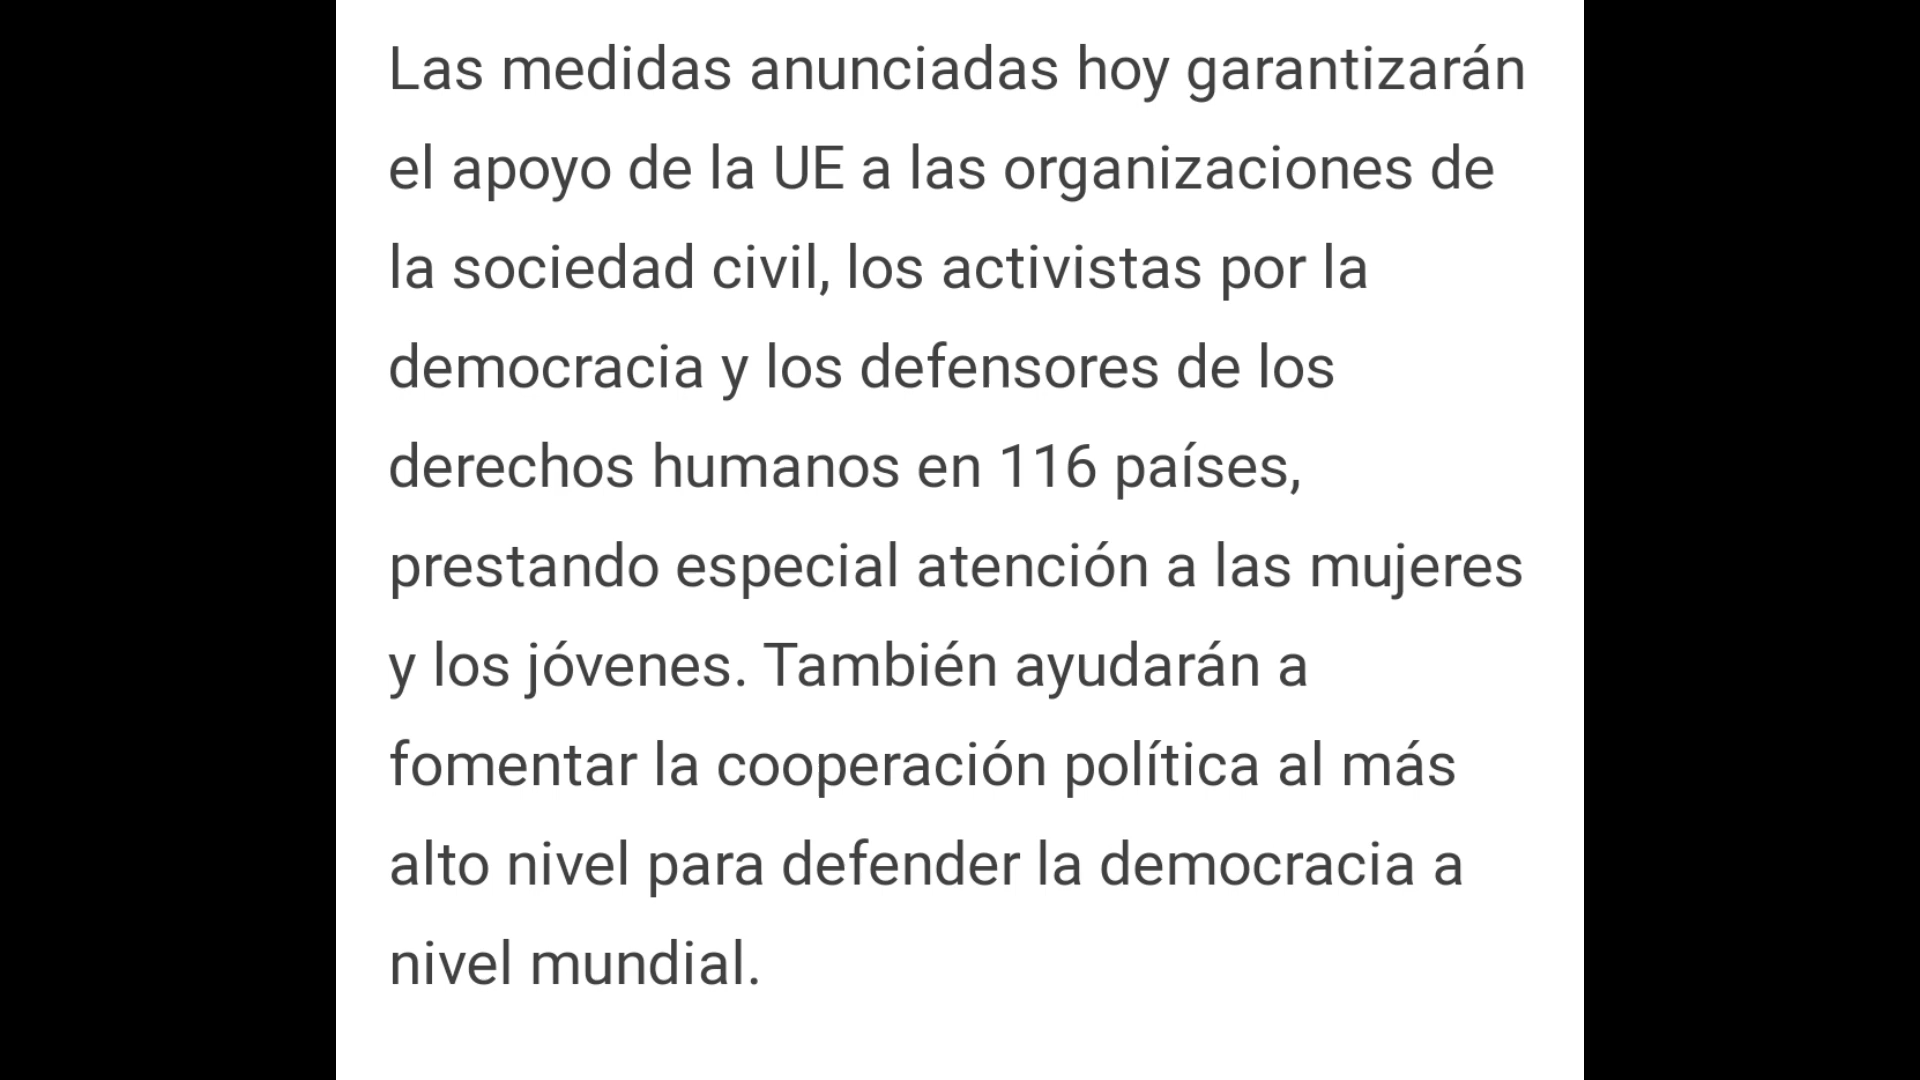 Las medidas anunciadas hoy garantizarán
el apoyo de la UE a las organizaciones de
la sociedad civil, los activistas por la
democracia y los defensores de los
derechos humanos en 116 países,
prestando especial atención a las mujeres
y los jóvenes. También ayudarán a
fomentar la cooperación política al más
alto nivel para defender la democracia a
nivel mundial.